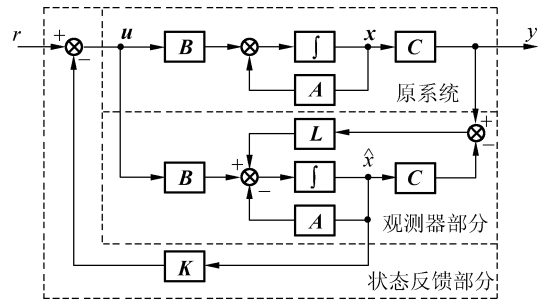 r + − u B ∫ x C y
A
原系统
L + −
x̂
B + − ∫ C
A
观测器部分
K
状态反馈部分